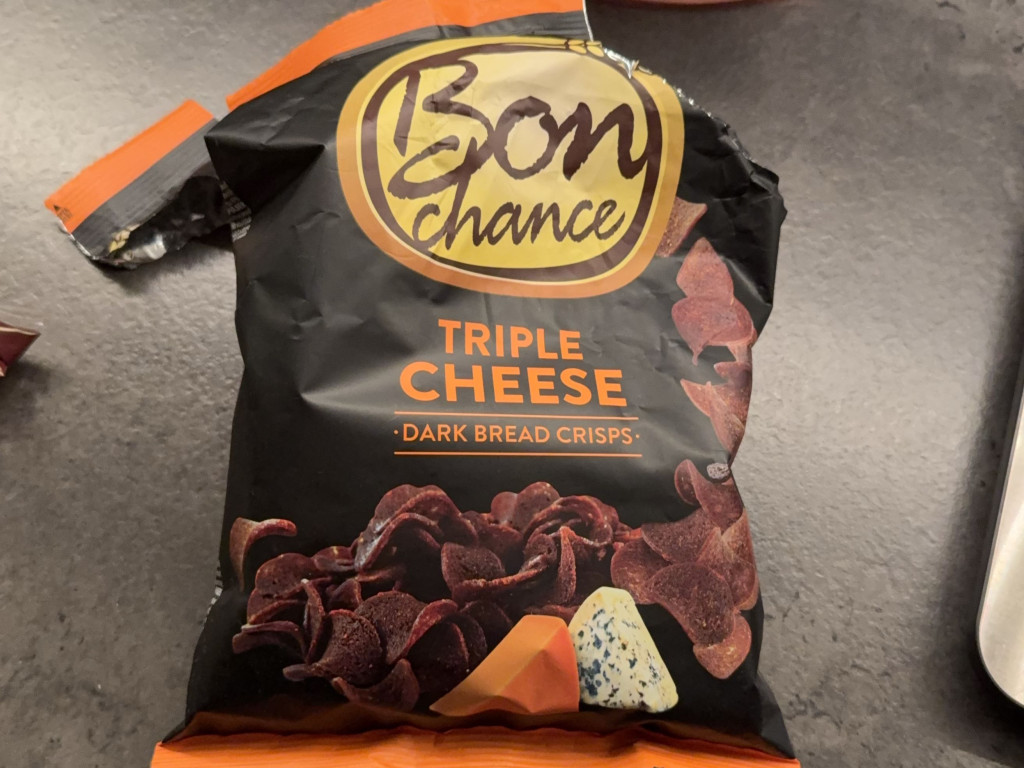 Bon
chance
TRIPLE
CHEESE
·DARK BREAD CRISPS·